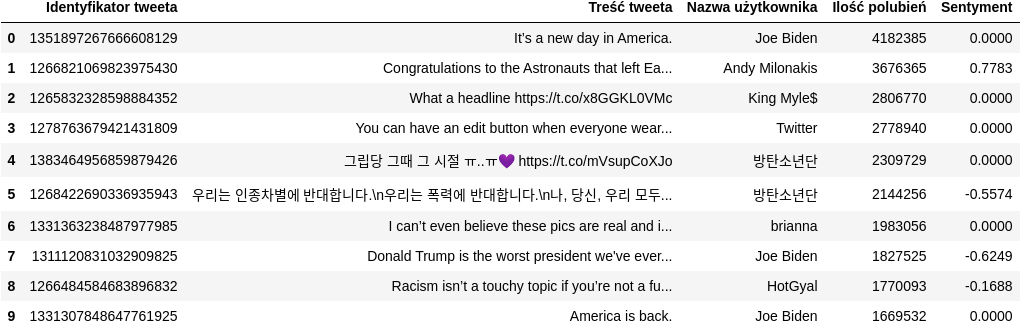 Identyfikator tweeta Treść tweeta Nazwa użytkownika Ilość polubień Sentyment
0 1351897267666608129 It's a new day in America. Joe Biden 4182385 0.0000
1 1266821069823975430 Congratulations to the Astronauts that left Ea... Andy Milonakis 3676365 0.7783
2 1265832328598884352 What a headline https://t.co/x8GGKL0VMc King Myle$ 2806770 0.0000
3 1278763679421431809 You can have an edit button when everyone wear... Twitter 2778940 0.0000
4 1383464956859879426 그립당 그때 그 시절 ㅠ..ㅠ💜 https://t.co/mVsupCoXJo 방탄소년단 2309729 0.0000
5 1268422690336935943 우리는 인종차별에 반대합니다.\n우리는 폭력에 반대합니다.\n나, 당신, 우리 모두... 방탄소년단 2144256 -0.5574
6 1331363238487977985 I can't even believe these pics are real and i... brianna 1983056 0.0000
7 1311120831032909825 Donald Trump is the worst president we've ever... Joe Biden 1827525 -0.6249
8 1266484584683896832 Racism isn't a touchy topic if you're not a fu... HotGyal 1770093 -0.1688
9 1331307848647761925 America is back. Joe Biden 1669532 0.0000